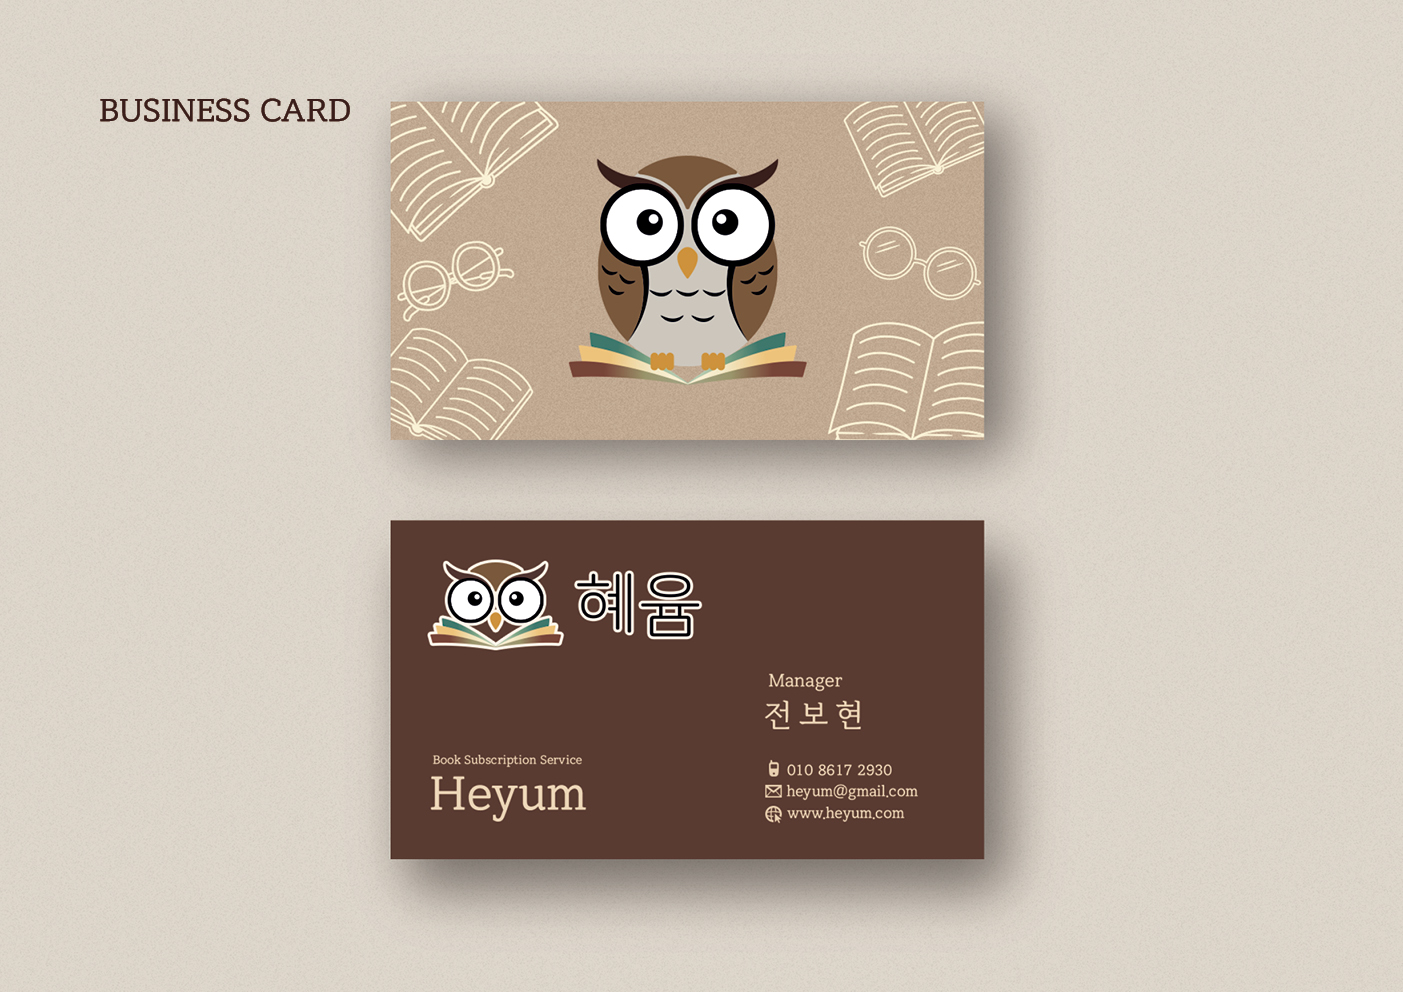 BUSINESS CARD
혜윰
Manager
전보현
010 8617 2930
heyum@gmail.com
www.heyum.com
Book Subscription Service
Heyum